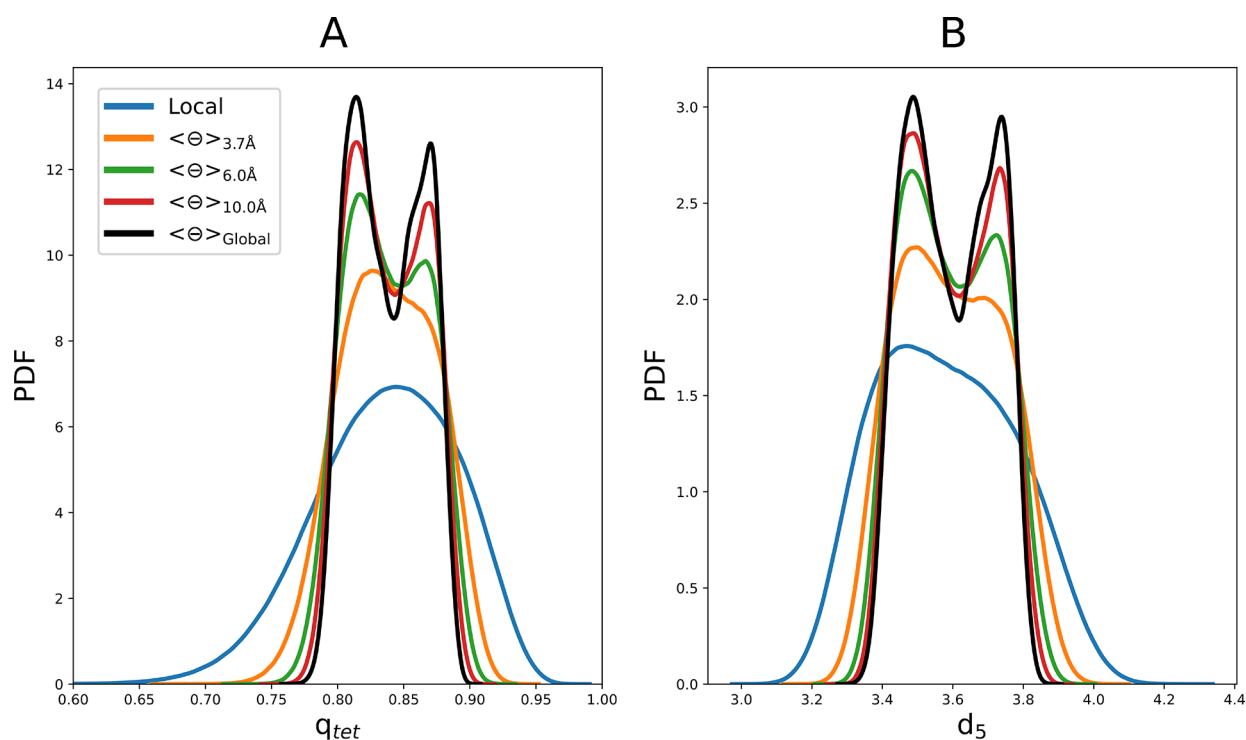 A
B
PDF
14
12
10
8
6
4
2
0
Local
<⊖>3.7Å
<⊖>6.0Å
<⊖>10.0Å
<⊖>Global
0.60
0.65
0.70
0.75
0.80
0.85
0.90
0.95
1.00
qtet
PDF
3.0
2.5
2.0
1.5
1.0
0.5
0.0
3.0
3.2
3.4
3.6
3.8
4.0
4.2
4.4
d5